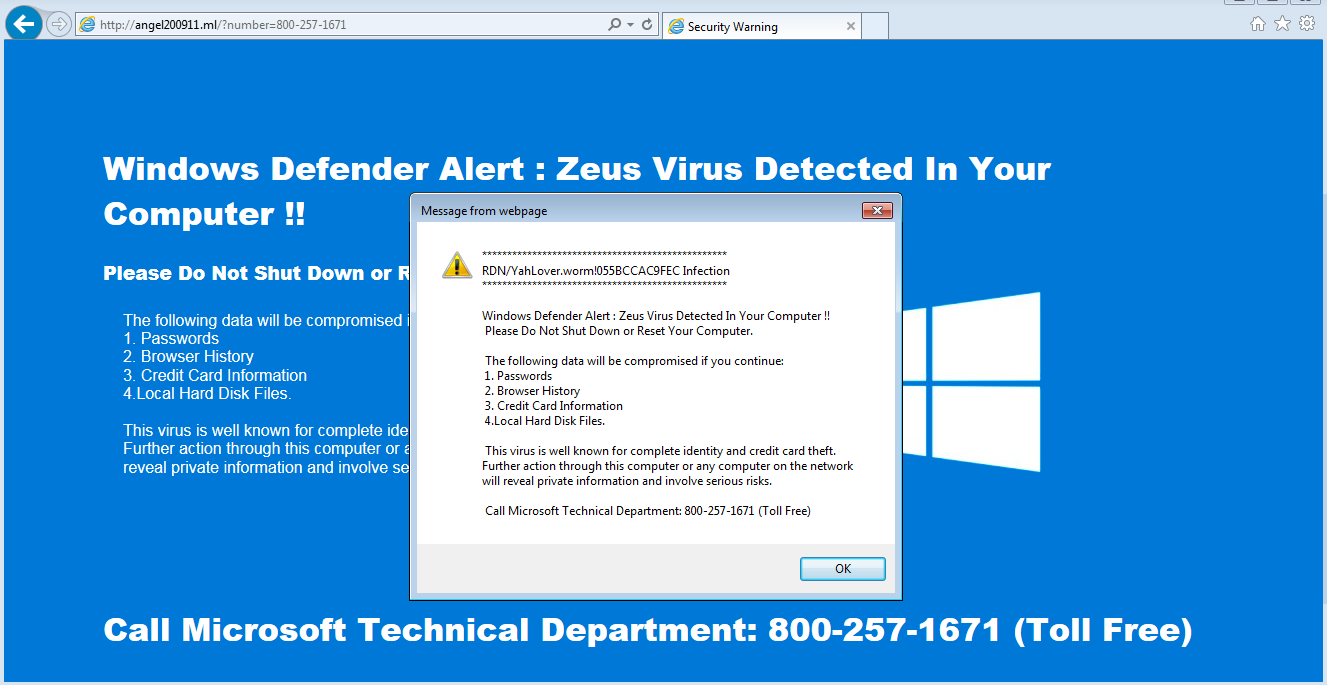 http://angel200911.ml/?number=800-257-1671
Security Warning
Windows Defender Alert : Zeus Virus Detected In Your
Computer !!
Please Do Not Shut Down or R
The following data will be compromised i
1. Passwords
2. Browser History
3. Credit Card Information
4.Local Hard Disk Files.
This virus is well known for complete ide
Further action through this computer or a
reveal private information and involve se
Message from webpage
***********************************************
RDN/YahLover.worm!055BCCAC9FEC Infection
***********************************************
Windows Defender Alert : Zeus Virus Detected In Your Computer !!
Please Do Not Shut Down or Reset Your Computer.
The following data will be compromised if you continue:
1. Passwords
2. Browser History
3. Credit Card Information
4.Local Hard Disk Files.
This virus is well known for complete identity and credit card theft.
Further action through this computer or any computer on the network
will reveal private information and involve serious risks.
Call Microsoft Technical Department: 800-257-1671 (Toll Free)
OK
Call Microsoft Technical Department: 800-257-1671 (Toll Free)